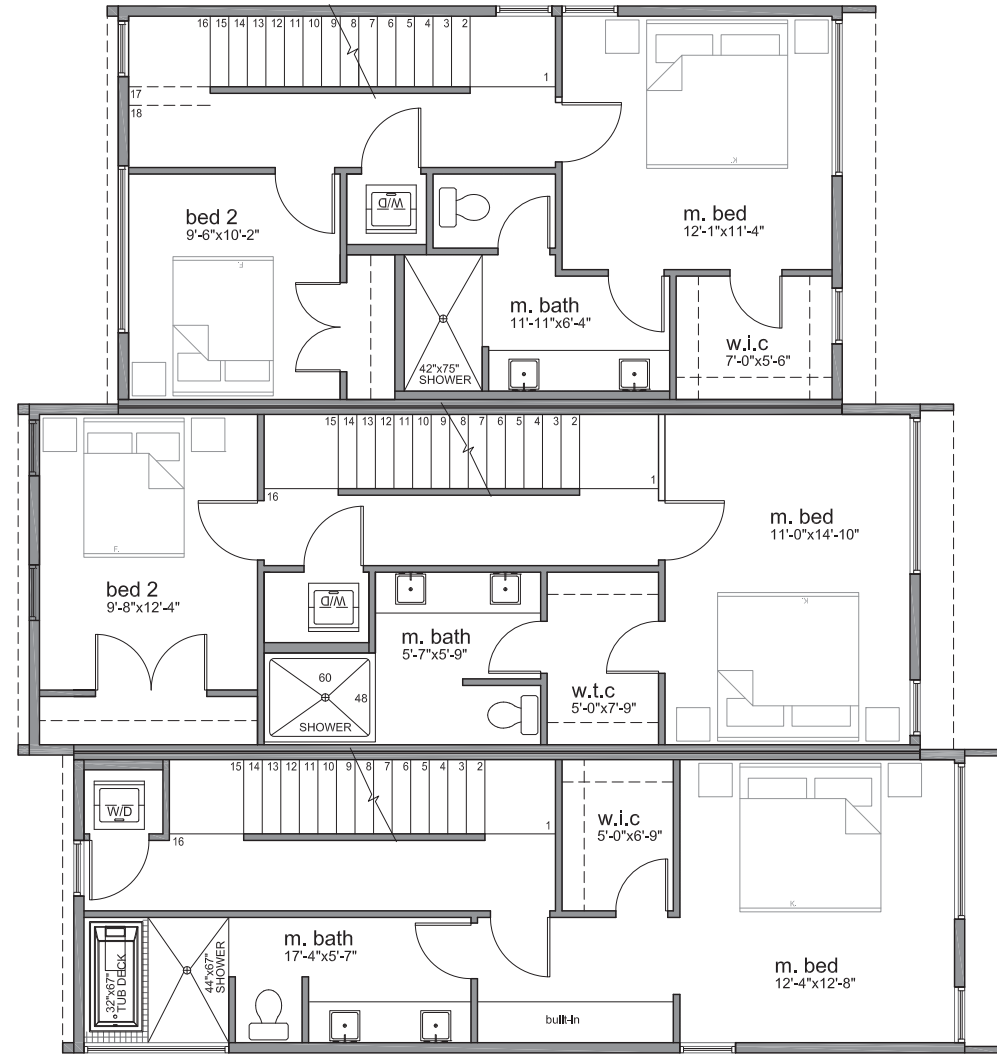 16 15 14 13 12 11 10 9 8 7 6 5 4 3 2
1
17
18
W/D
bed 2
9'-6"x10'-2"
F.
K.
m. bed
12'-1"x11'-4"
m. bath
11'-11"x6'-4"
42"x75"
SHOWER
w.i.c
7'-0"x5'-6"
15 14 13 12 11 10 9 8 7 6 5 4 3 2
16
1
F.
bed 2
9'-8"x12'-4"
W/D
m. bed
11'-0"x14'-10"
K.
m. bath
5'-7"x5'-9"
60
48
SHOWER
w.t.c
5'-0"x7'-9"
15 14 13 12 11 10 9 8 7 6 5 4 3 2
W/D
16
1
w.i.c
5'-0"x6'-9"
K.
32"x67"
TUB DECK
44"x67"
SHOWER
m. bath
17'-4"x5'-7"
built-in
m. bed
12'-4"x12'-8"